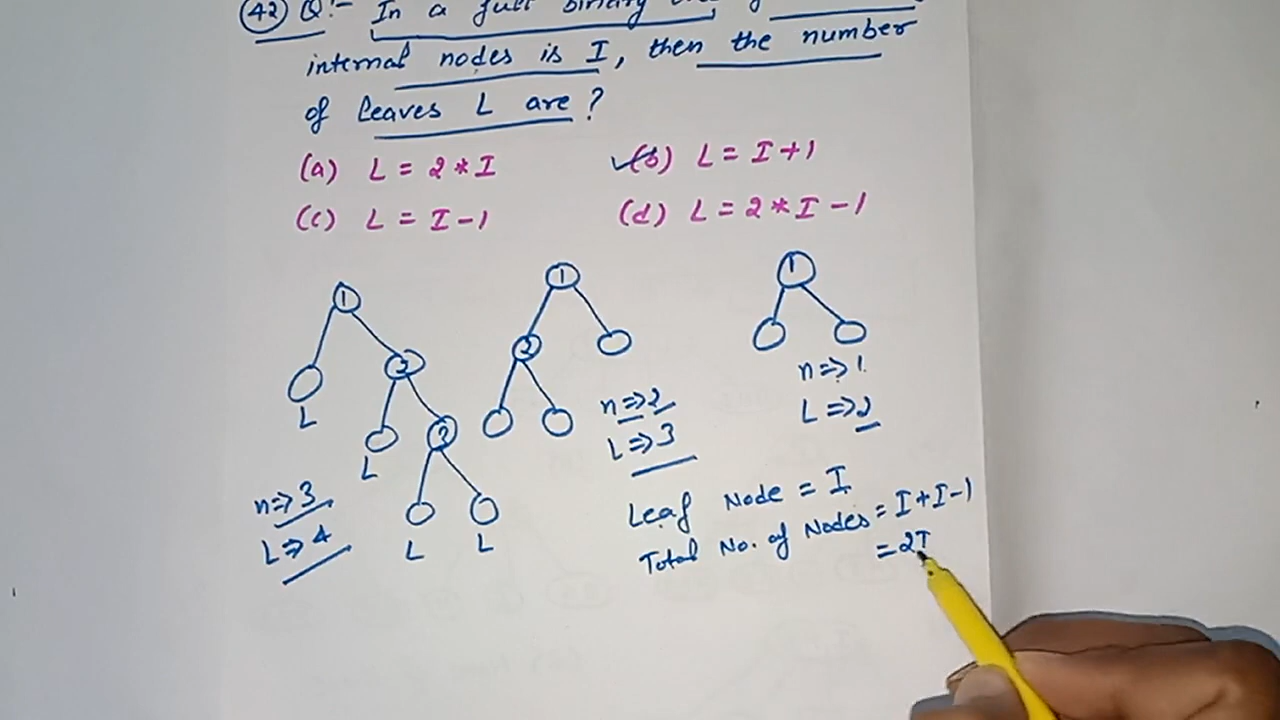 (42) Q:- In a full binary
internal nodes is I, then the number
of leaves L are?
(a) L = 2*I
(b) L = I+1
(c) L = I-1
(d) L = 2*I-1
1
2
L
L
L
L
n=>3
L=>4
1
2
n=>2
L=>3
1
n=>1
L=>2
Leaf Node = I
Total No. of Nodes = I+I-1
= 2I